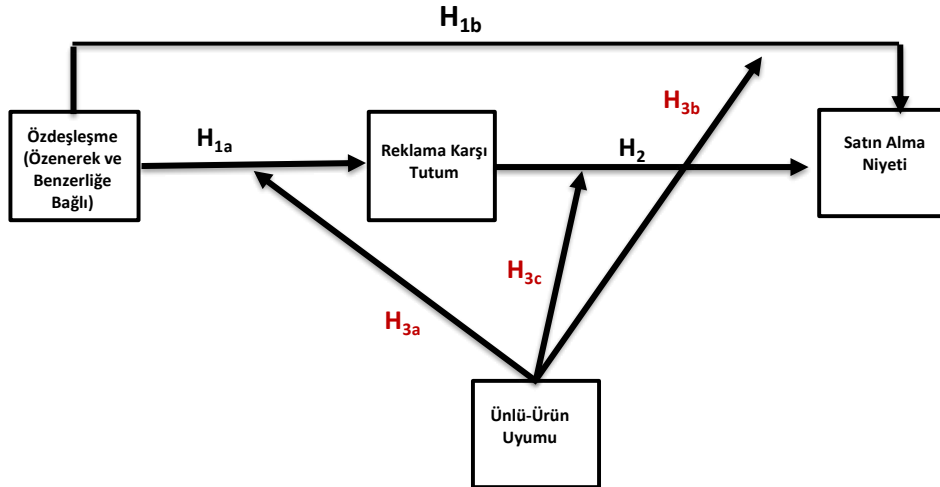 H1b
H3b
Özdeşleşme
(Özenerek ve
Benzerliğe
Bağlı)
H1a
Reklama Karşı
Tutum
H2
Satın Alma
Niyeti
H3c
H3a
Ünlü-Ürün
Uyumu